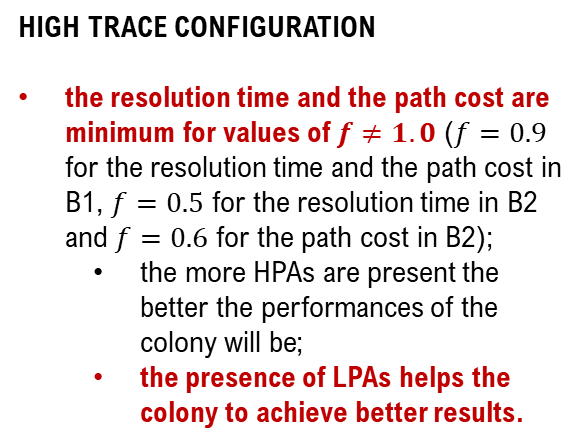 HIGH TRACE CONFIGURATION
• the resolution time and the path cost are
minimum for values of f ≠ 1.0 (f = 0.9
for the resolution time and the path cost in
B1, f = 0.5 for the resolution time in B2
and f = 0.6 for the path cost in B2);
• the more HPAs are present the
better the performances of the
colony will be;
• the presence of LPAs helps the
colony to achieve better results.